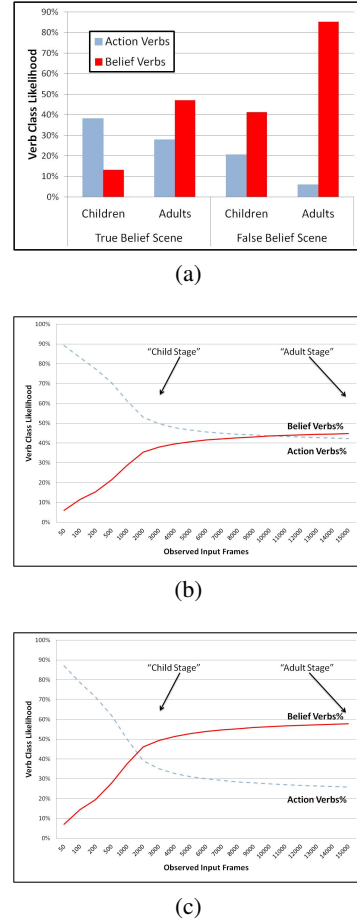 90%
80%
70%
60%
50%
40%
30%
20%
10%
0%
Verb Class Likelihood
Action Verbs
Belief Verbs
Children Adults Children Adults
True Belief Scene False Belief Scene
(a)
100%
90%
80%
70%
60%
50%
40%
30%
20%
10%
0%
Verb Class Likelihood
"Child Stage" "Adult Stage"
Belief Verbs%
Action Verbs%
50 100 200 500 1000 2000 3000 4000 5000 6000 7000 8000 9000 10000 11000 12000 13000 14000 15000
Observed Input Frames
(b)
100%
90%
80%
70%
60%
50%
40%
30%
20%
10%
0%
Verb Class Likelihood
"Child Stage" "Adult Stage"
Belief Verbs%
Action Verbs%
50 100 200 500 1000 2000 3000 4000 5000 6000 7000 8000 9000 10000 11000 12000 13000 14000 15000
Observed Input Frames
(c)